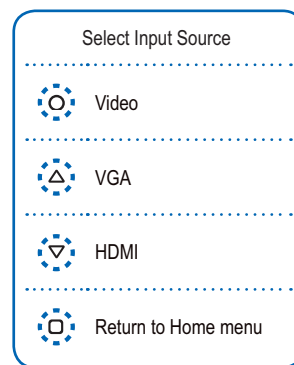 Select Input Source
Video
VGA
HDMI
Return to Home menu